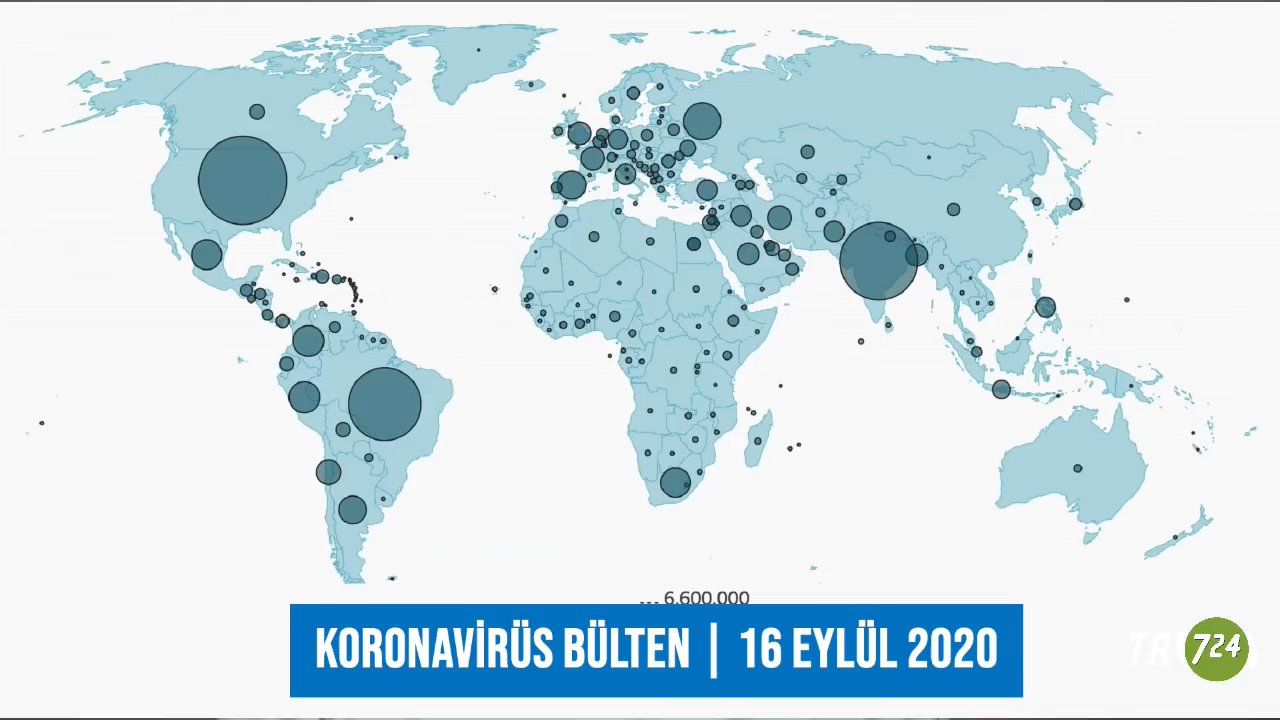 --- 6,600,000
KORONAVİRÜS BÜLTEN | 16 EYLÜL 2020
TR
724